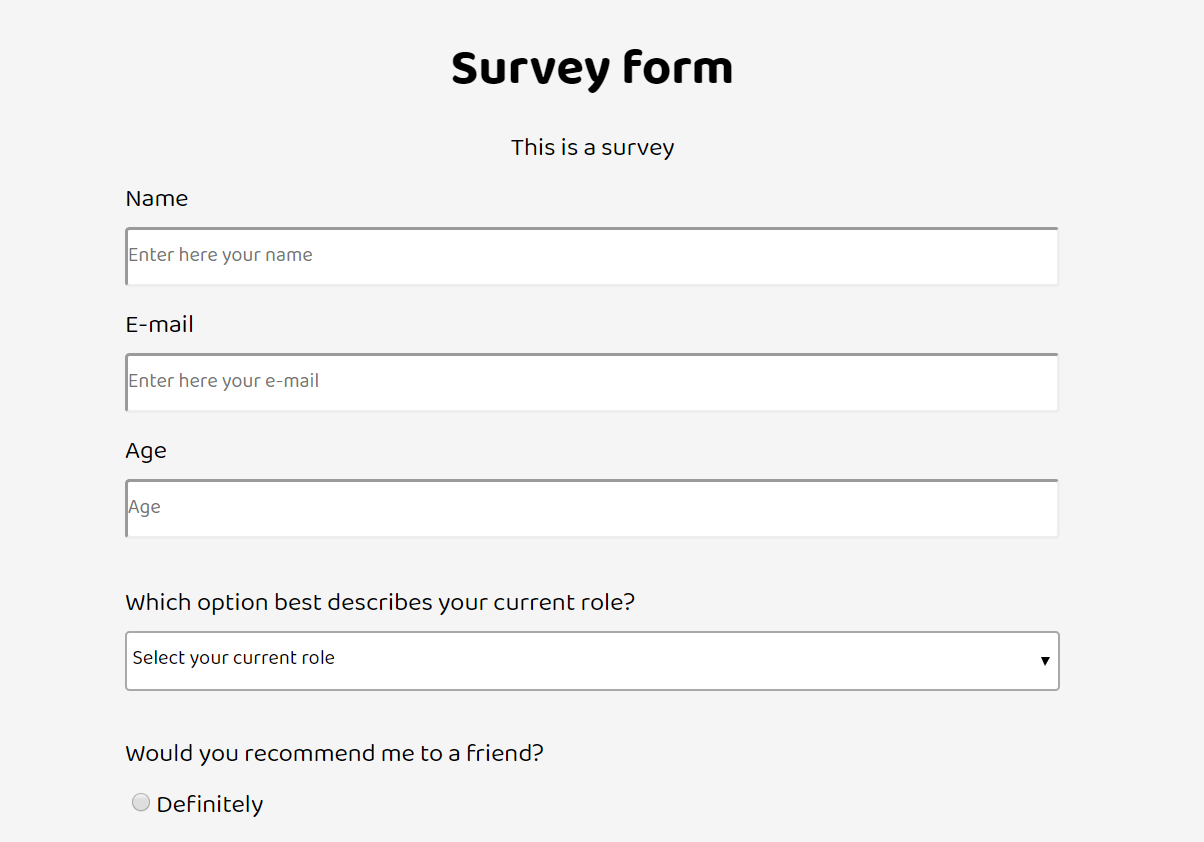 Survey form
This is a survey
Name
Enter here your name
E-mail
Enter here your e-mail
Age
Age
Which option best describes your current role?
Select your current role
Would you recommend me to a friend?
Definitely